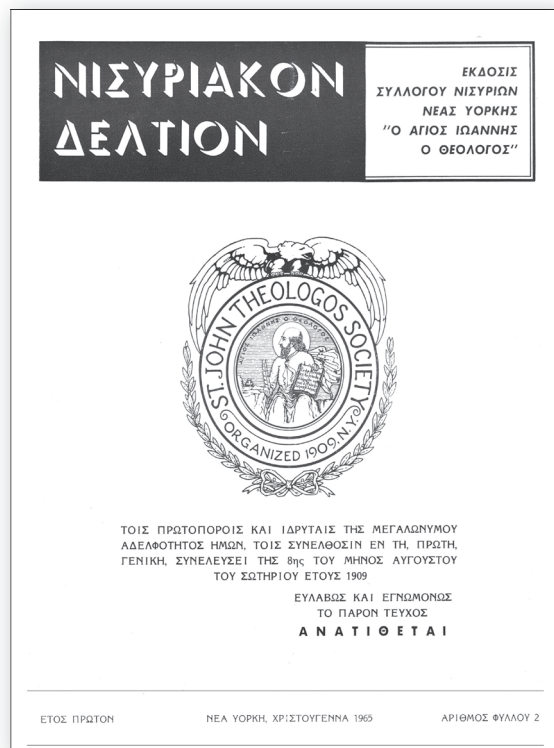 ΝΙΣΥΡΙΑΚΟΝ
ΔΕΛΤΙΟΝ
ΕΚΔΟΣΙΣ
ΣΥΛΛΟΓΟΥ ΝΙΣΥΡΙΩΝ
ΝΕΑΣ ΥΟΡΚΗΣ
"Ο ΑΓΙΟΣ ΙΩΑΝΝΗΣ
Ο ΘΕΟΛΟΓΟΣ"
ST. JOHN THEOLOGOS SOCIETY
ΑΓΙΟΣ ΙΩΑΝΝΗΣ Ο ΘΕΟΛΟΓΟΣ
ORGANIZED 1909. N.Y.
ΤΟΙΣ ΠΡΩΤΟΠΟΡΟΙΣ ΚΑΙ ΙΔΡΥΤΑΙΣ ΤΗΣ ΜΕΓΑΛΩΝΥΜΟΥ
ΑΔΕΛΦΟΤΗΤΟΣ ΗΜΩΝ, ΤΟΙΣ ΣΥΝΕΛΘΟΣΙΝ ΕΝ ΤΗ, ΠΡΩΤΗ,
ΓΕΝΙΚΗ, ΣΥΝΕΛΕΥΣΕΙ ΤΗΣ 8ης ΤΟΥ ΜΗΝΟΣ ΑΥΓΟΥΣΤΟΥ
ΤΟΥ ΣΩΤΗΡΙΟΥ ΕΤΟΥΣ 1909
ΕΥΛΑΒΩΣ ΚΑΙ ΕΓΝΩΜΟΝΩΣ
ΤΟ ΠΑΡΟΝ ΤΕΥΧΟΣ
ΑΝΑΤΙΘΕΤΑΙ
ΕΤΟΣ ΠΡΩΤΟΝ
ΝΕΑ ΥΟΡΚΗ, ΧΡΙΣΤΟΥΓΕΝΝΑ 1965
ΑΡΙΘΜΟΣ ΦΥΛΛΟΥ 2